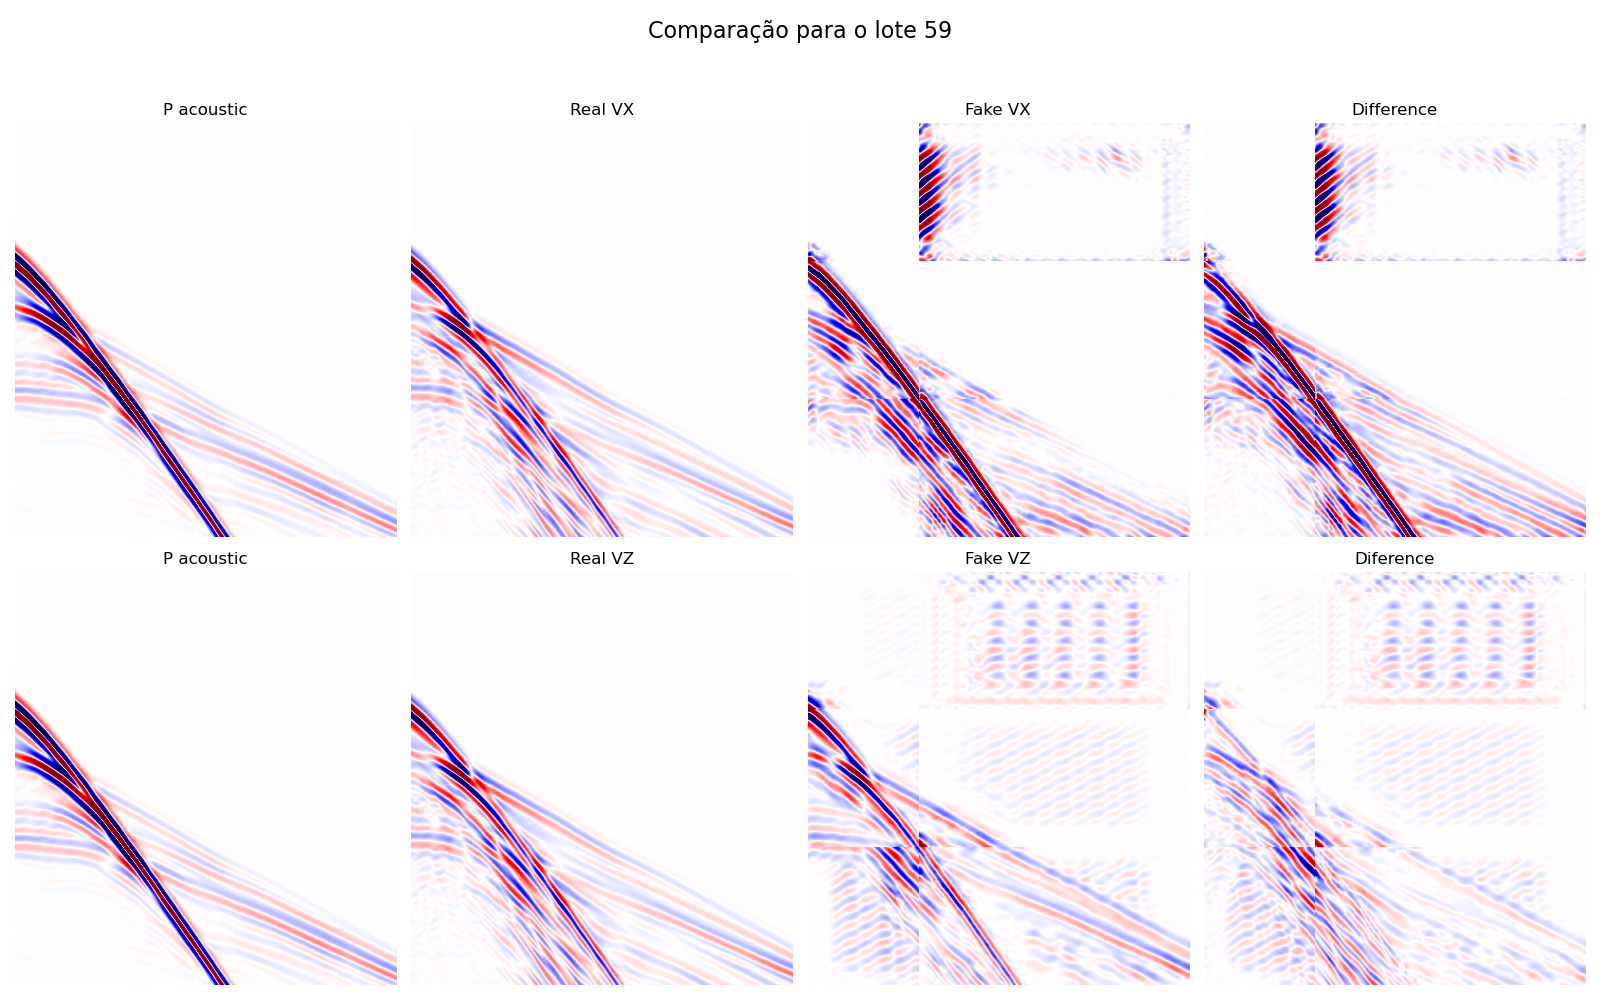 Comparação para o lote 59
P acoustic
Real VX
Fake VX
Difference
P acoustic
Real VZ
Fake VZ
Diference